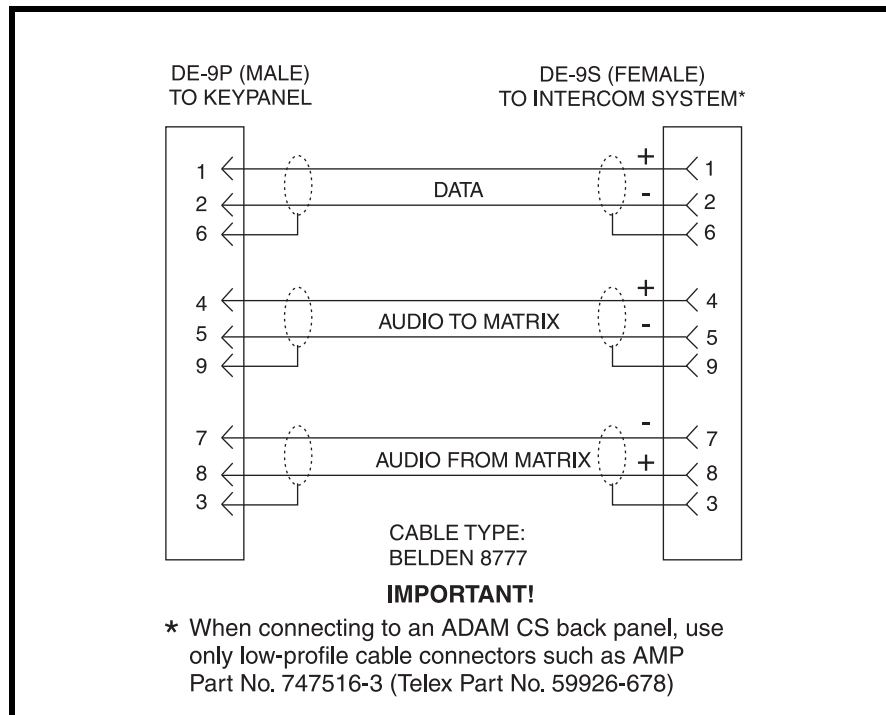 DE-9P (MALE)
TO KEYPANEL
DE-9S (FEMALE)
TO INTERCOM SYSTEM*
1 + 1
DATA
2 - 2
6 6
4 + 4
AUDIO TO MATRIX
5 - 5
9 9
7 - 7
AUDIO FROM MATRIX
8 + 8
3 3
CABLE TYPE:
BELDEN 8777
IMPORTANT!
* When connecting to an ADAM CS back panel, use
only low-profile cable connectors such as AMP
Part No. 747516-3 (Telex Part No. 59926-678)